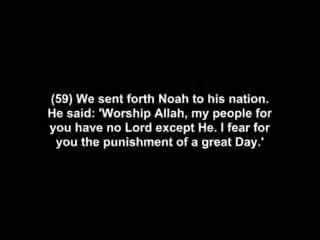 (59) We sent forth Noah to his nation.
He said: 'Worship Allah, my people for
you have no Lord except He. I fear for
you the punishment of a great Day.'